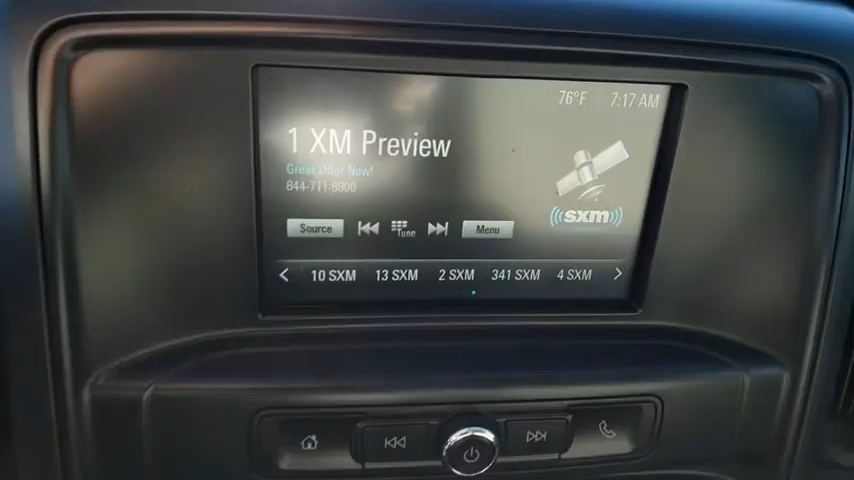 76°F 7:17 AM
1 XM Preview
Great Offer Now!
844-711-8800
((sxm))
Source Tune Menu
< 10 SXM 13 SXM 2 SXM 341 SXM 4 SXM >